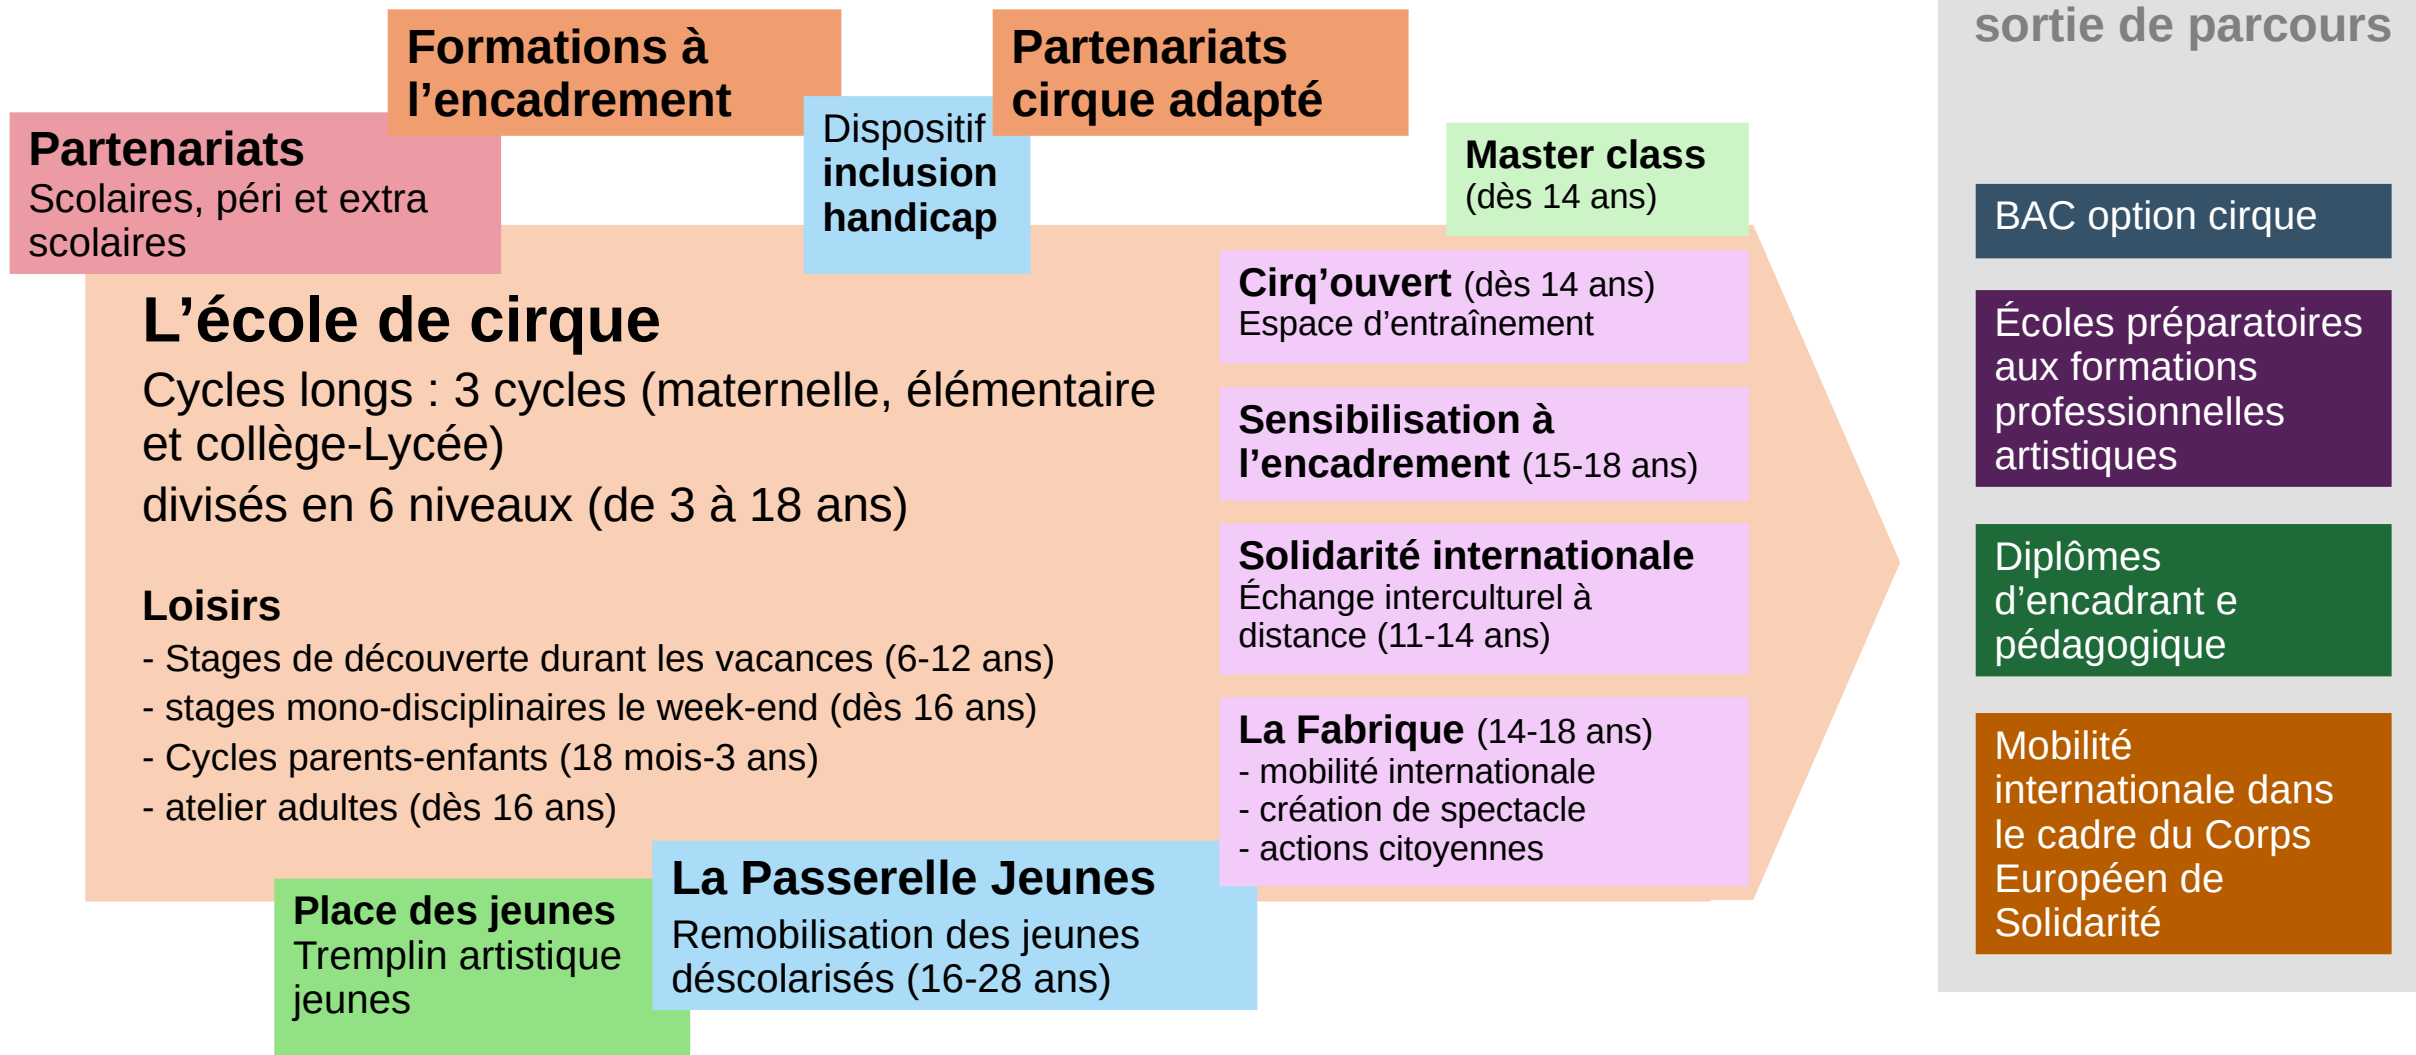 Formations à
l’encadrement
Partenariats
cirque adapté
sortie de parcours
Partenariats
Scolaires, péri et extra
scolaires
Dispositif
inclusion
handicap
Master class
(dès 14 ans)
L’école de cirque
Cycles longs : 3 cycles (maternelle, élémentaire
et collège-Lycée)
divisés en 6 niveaux (de 3 à 18 ans)
Loisirs
- Stages de découverte durant les vacances (6-12 ans)
- stages mono-disciplinaires le week-end (dès 16 ans)
- Cycles parents-enfants (18 mois-3 ans)
- atelier adultes (dès 16 ans)
Cirq’ouvert (dès 14 ans)
Espace d’entraînement
Sensibilisation à
l’encadrement (15-18 ans)
Solidarité internationale
Échange interculturel à
distance (11-14 ans)
La Fabrique (14-18 ans)
- mobilité internationale
- création de spectacle
- actions citoyennes
Place des jeunes
Tremplin artistique
jeunes
La Passerelle Jeunes
Remobilisation des jeunes
déscolarisés (16-28 ans)
BAC option cirque
Écoles préparatoires
aux formations
professionnelles
artistiques
Diplômes
d’encadrant e
pédagogique
Mobilité
internationale dans
le cadre du Corps
Européen de
Solidarité